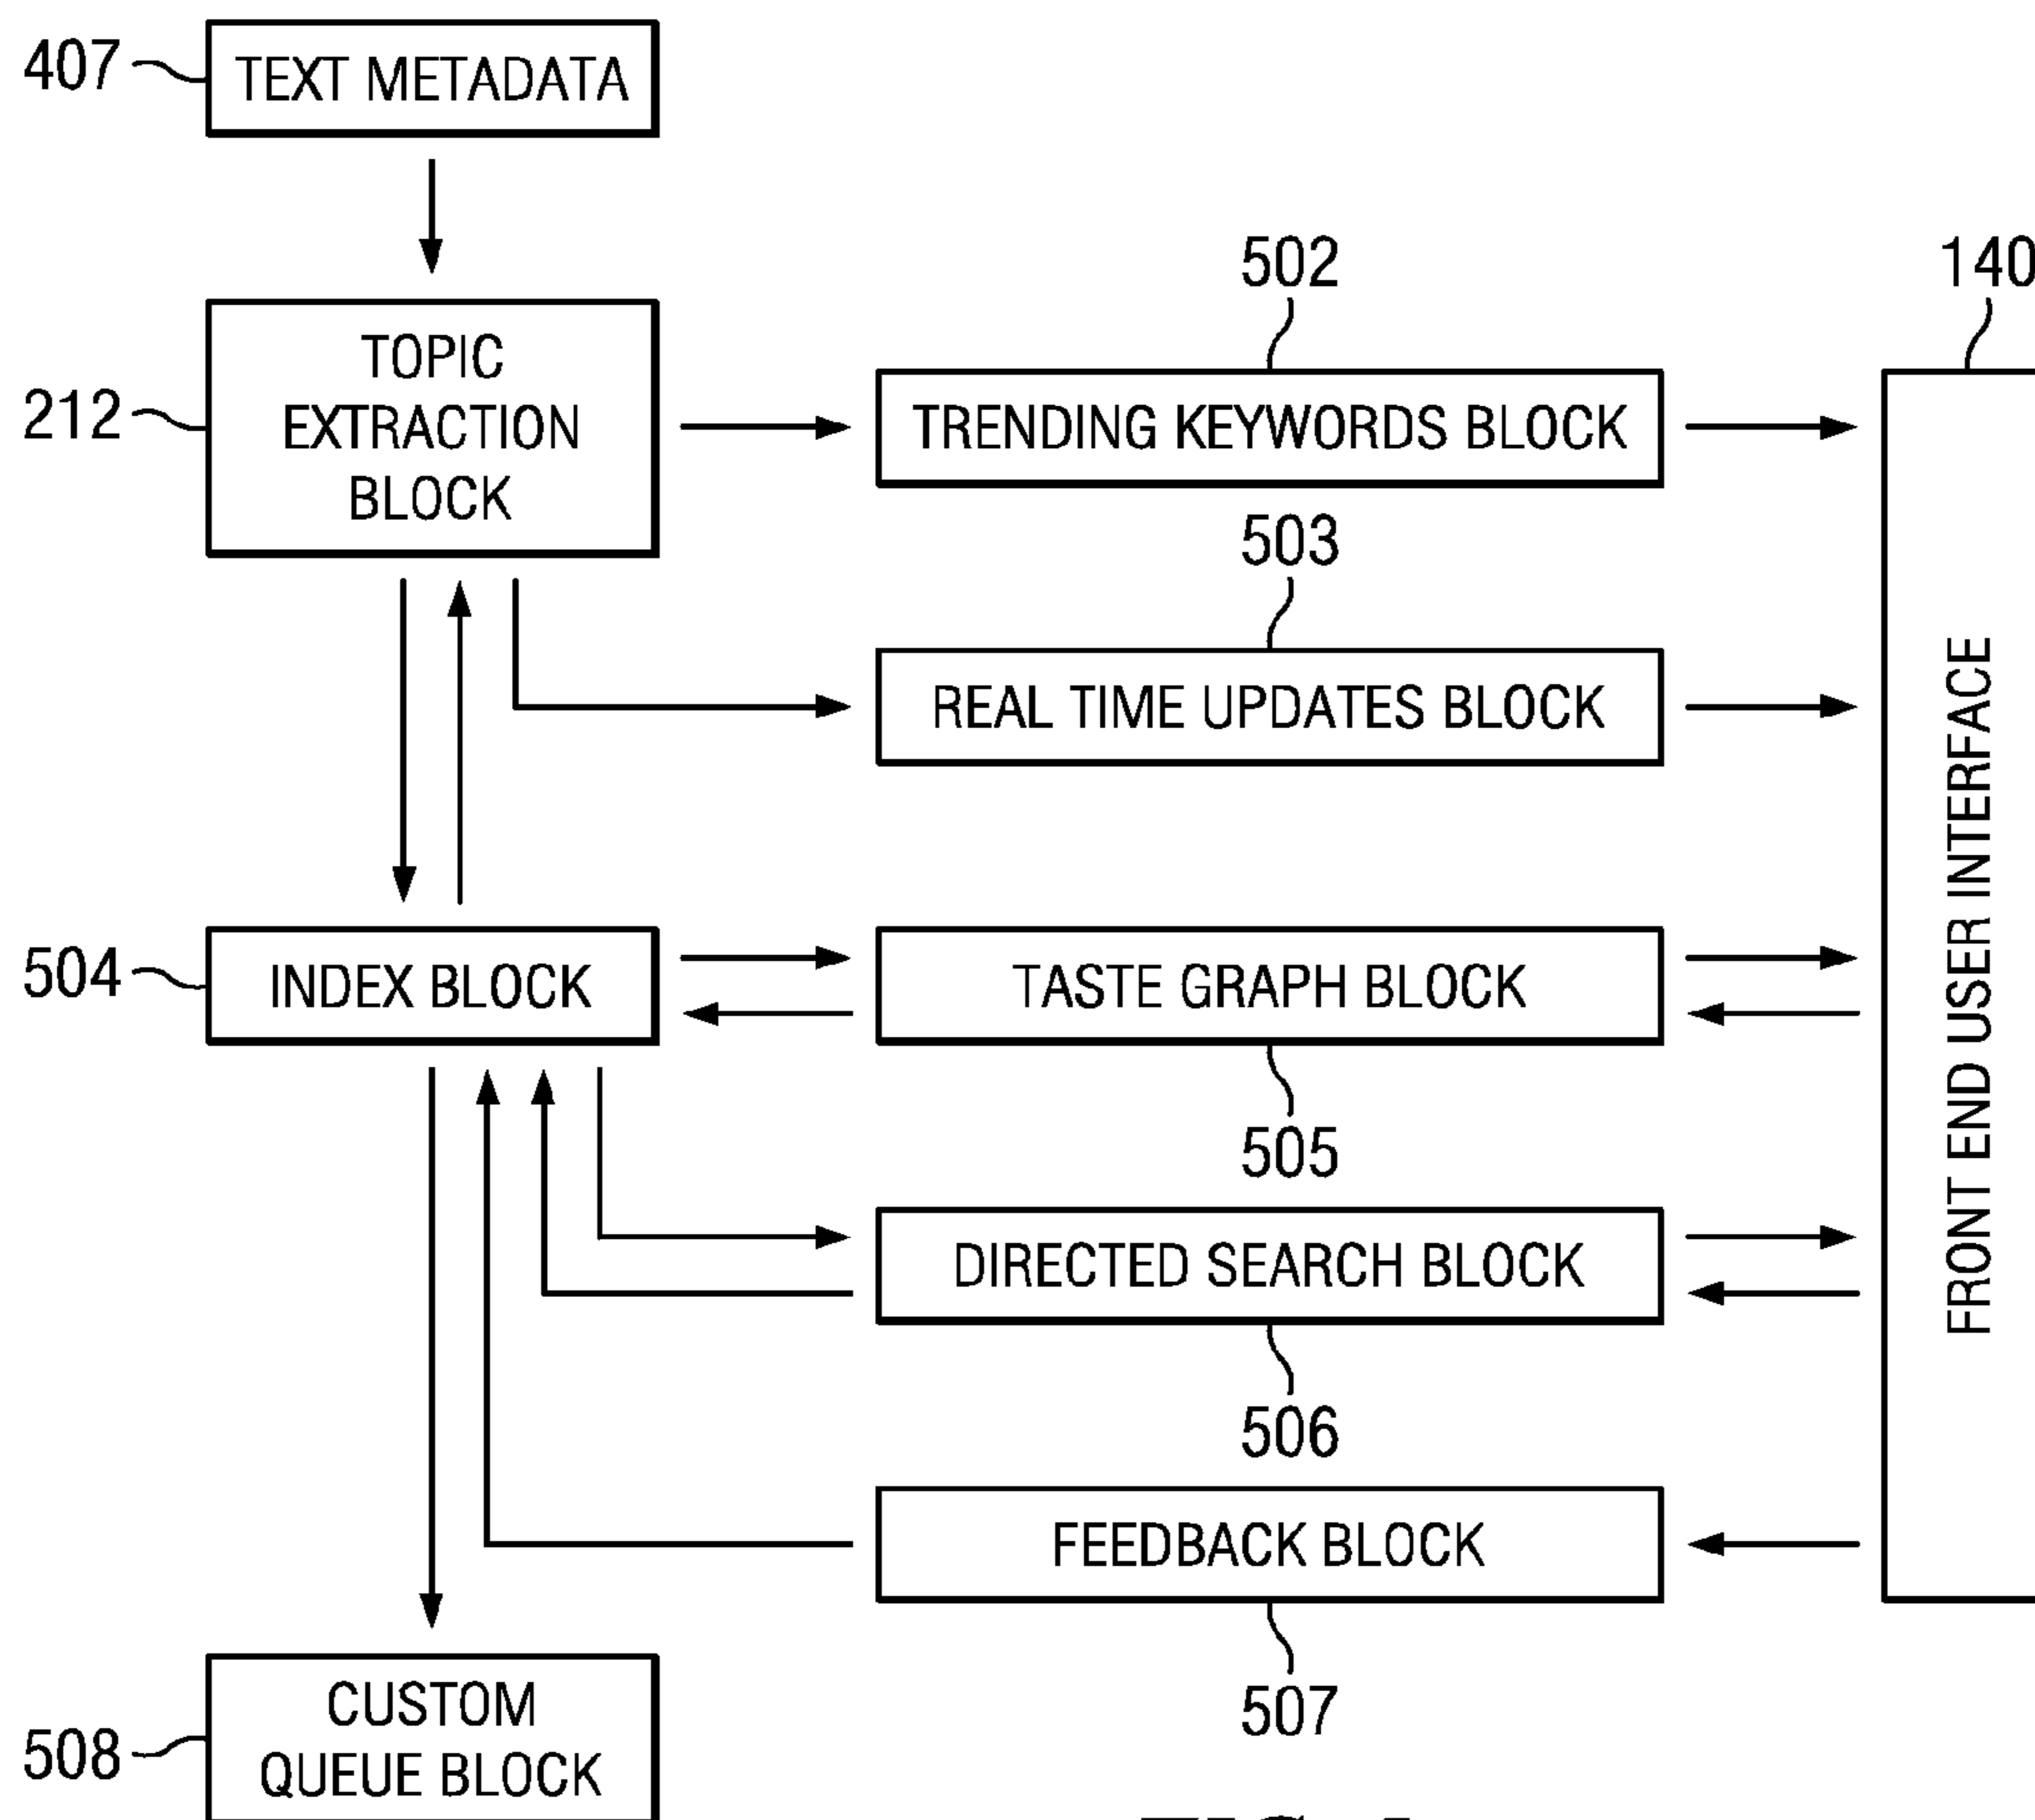 407
TEXT METADATA
502
140
212
TOPIC
EXTRACTION
BLOCK
TRENDING KEYWORDS BLOCK
503
REAL TIME UPDATES BLOCK
FRONT END USER INTERFACE
504
INDEX BLOCK
TASTE GRAPH BLOCK
505
DIRECTED SEARCH BLOCK
506
FEEDBACK BLOCK
507
508
CUSTOM
QUEUE BLOCK